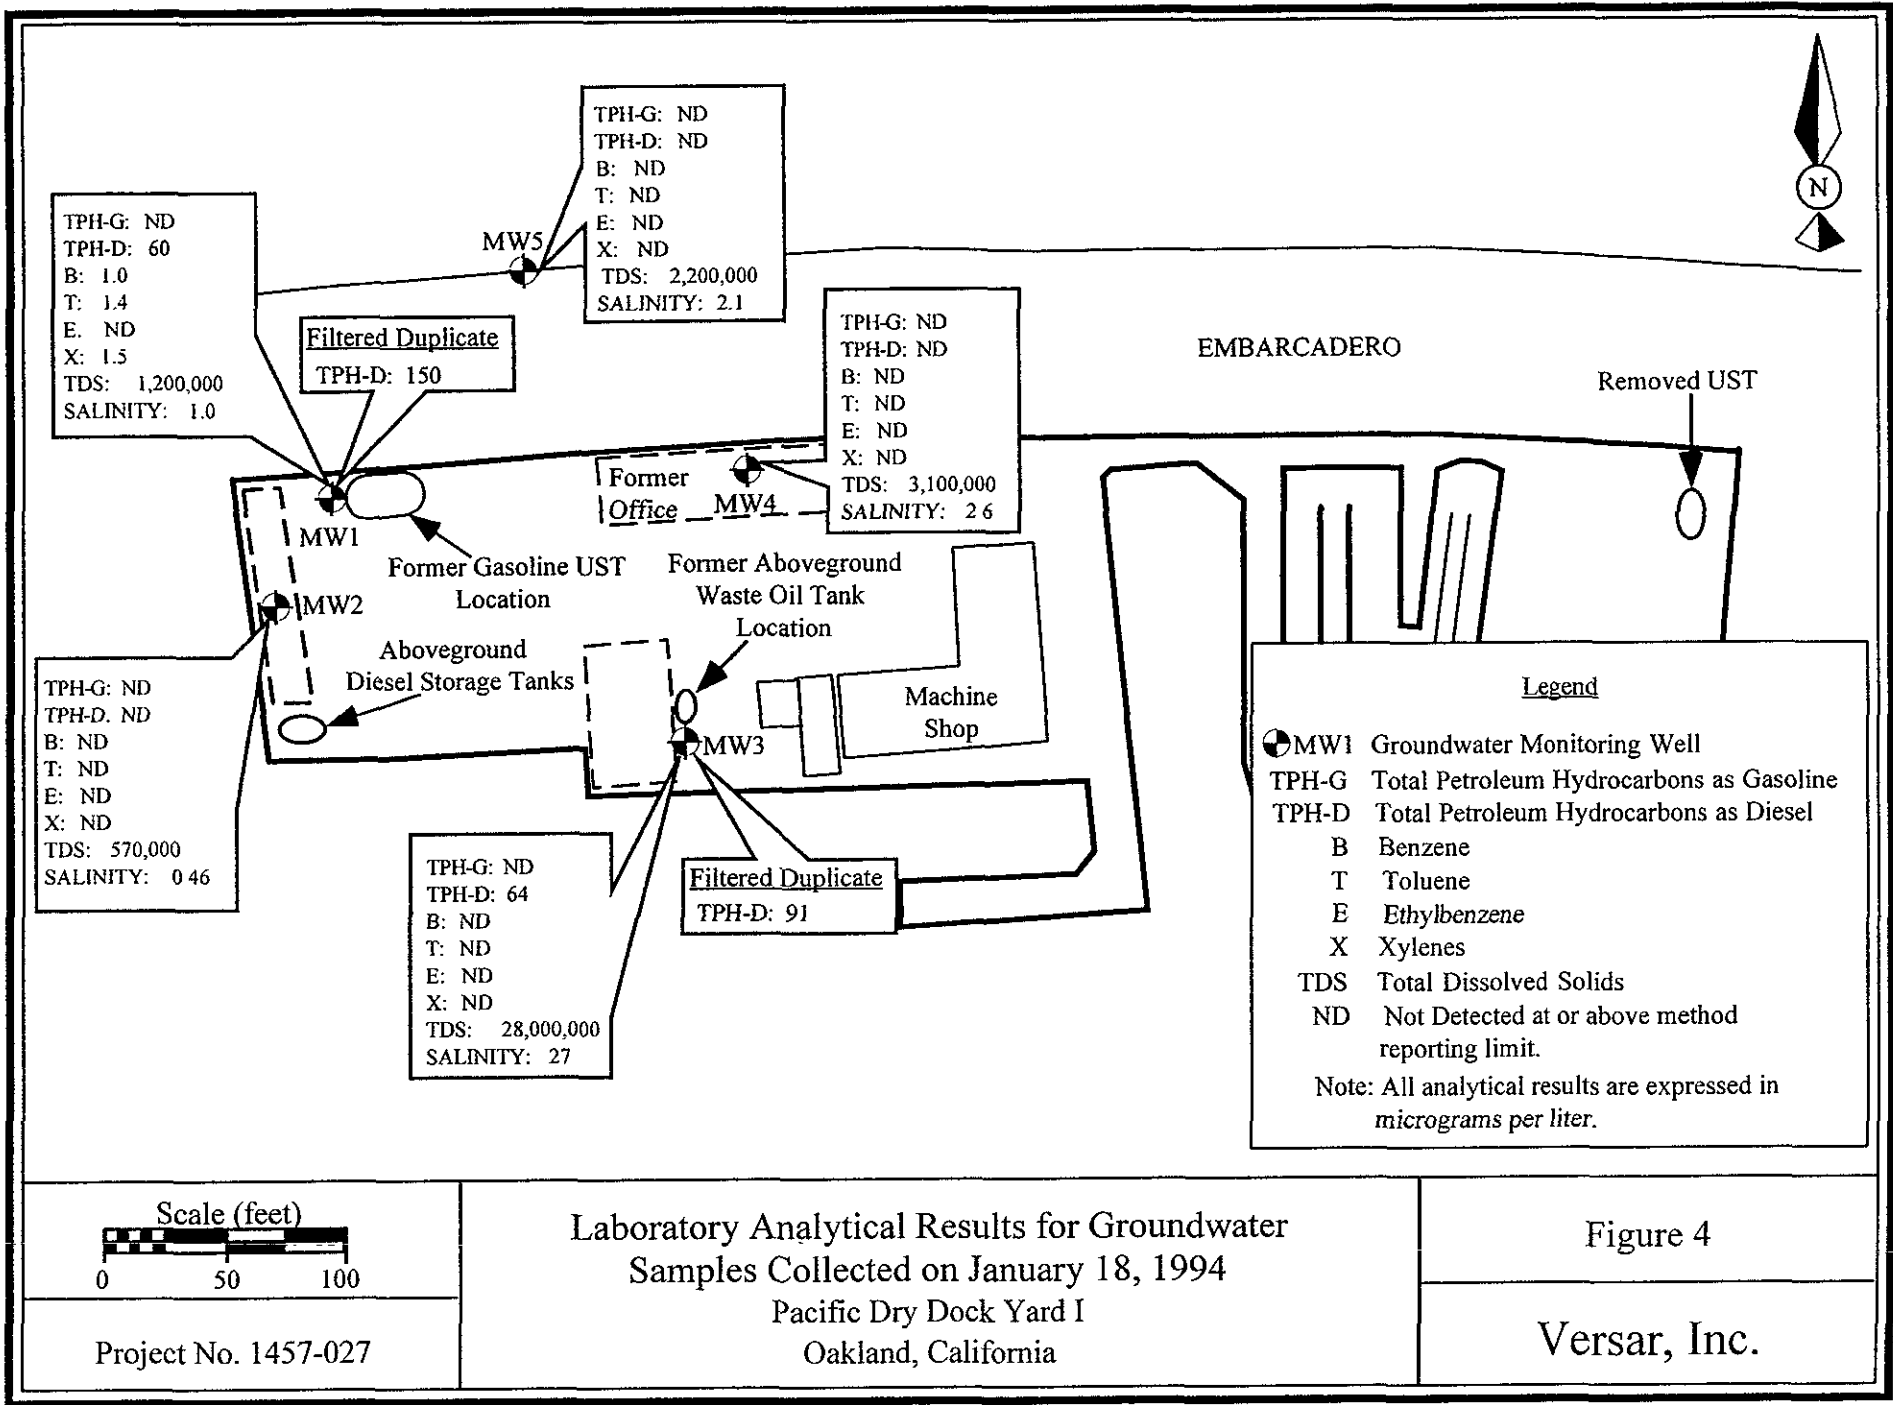 N
TPH-G: ND
TPH-D: ND
B: ND
T: ND
E: ND
X: ND
TDS: 2,200,000
SALINITY: 2.1
MW5
TPH-G: ND
TPH-D: 60
B: 1.0
T: 1.4
E. ND
X: 1.5
TDS: 1,200,000
SALINITY: 1.0
Filtered Duplicate
TPH-D: 150
TPH-G: ND
TPH-D: ND
B: ND
T: ND
E: ND
X: ND
TDS: 3,100,000
SALINITY: 2 6
EMBARCADERO
Removed UST
Former
Office
MW4
MW1
Former Gasoline UST
Location
Former Aboveground
Waste Oil Tank
Location
MW2
Aboveground
Diesel Storage Tanks
Machine
Shop
MW3
TPH-G: ND
TPH-D. ND
B: ND
T: ND
E: ND
X: ND
TDS: 570,000
SALINITY: 0 46
TPH-G: ND
TPH-D: 64
B: ND
T: ND
E: ND
X: ND
TDS: 28,000,000
SALINITY: 27
Filtered Duplicate
TPH-D: 91
Legend
MW1 Groundwater Monitoring Well
TPH-G Total Petroleum Hydrocarbons as Gasoline
TPH-D Total Petroleum Hydrocarbons as Diesel
B Benzene
T Toluene
E Ethylbenzene
X Xylenes
TDS Total Dissolved Solids
ND Not Detected at or above method
reporting limit.
Note: All analytical results are expressed in
micrograms per liter.
Scale (feet)
0 50 100
Project No. 1457-027
Laboratory Analytical Results for Groundwater
Samples Collected on January 18, 1994
Pacific Dry Dock Yard I
Oakland, California
Figure 4
Versar, Inc.